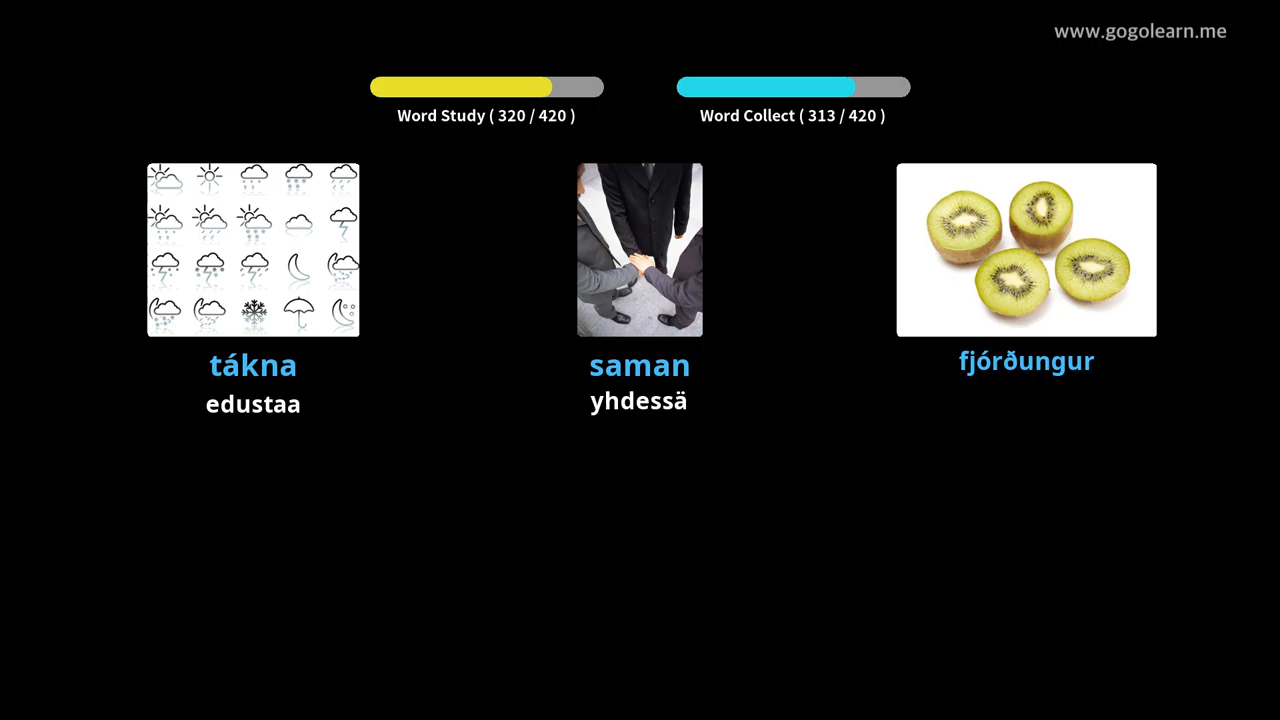 www.gogolearn.me
Word Study ( 320 / 420 )
Word Collect ( 313 / 420 )
tákna
edustaa
saman
yhdessä
fjórðungur